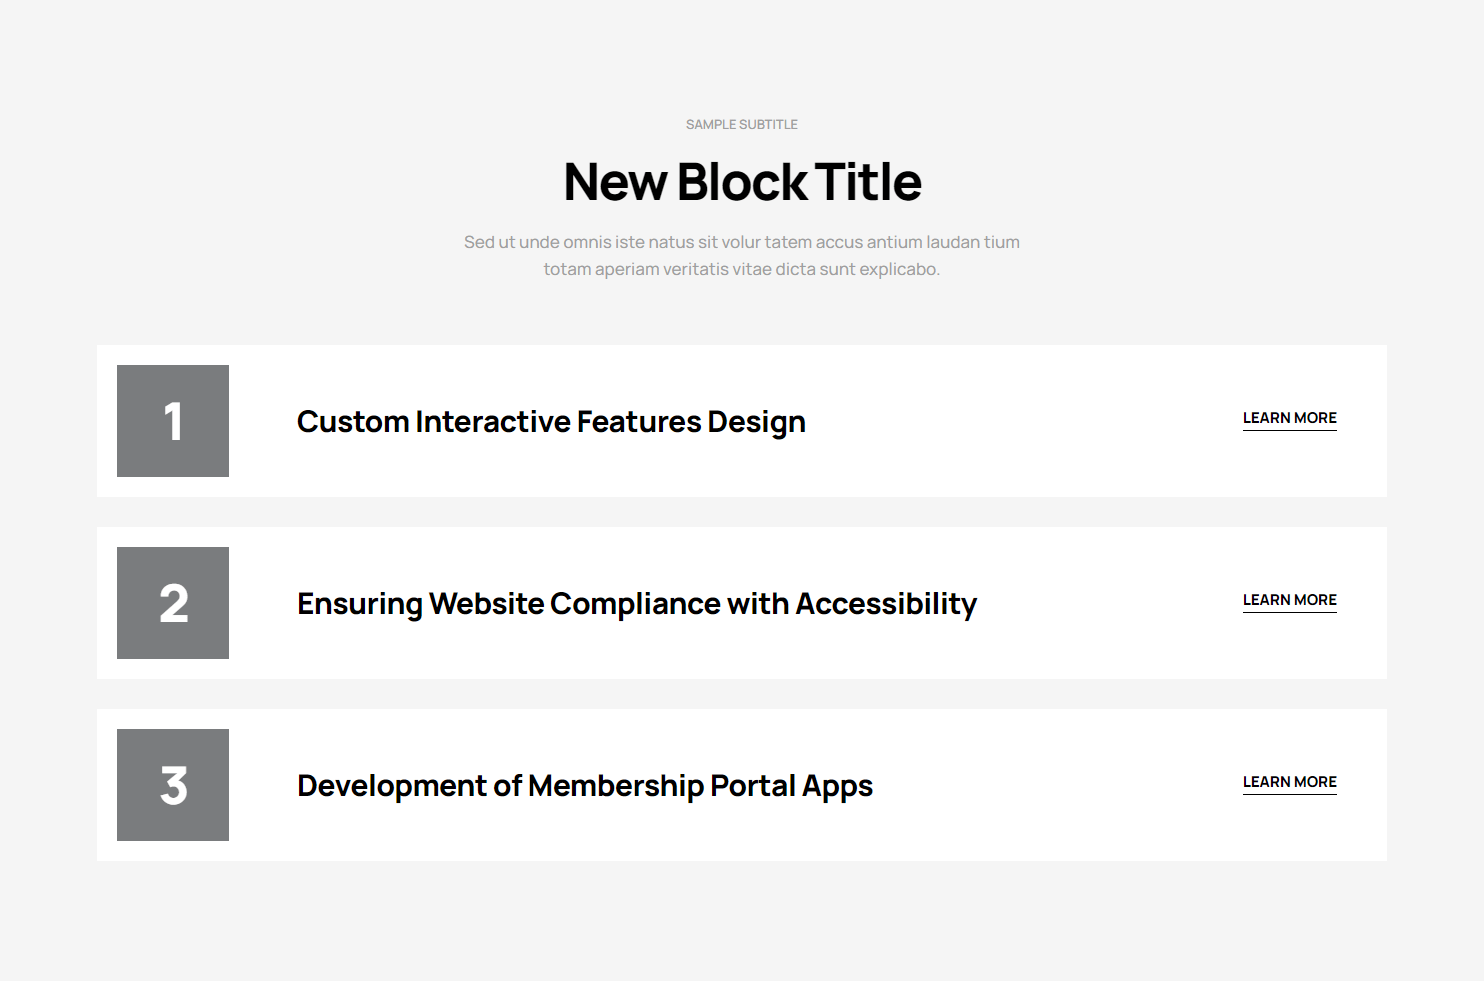 SAMPLE SUBTITLE
New Block Title
Sed ut unde omnis iste natus sit volur tatem accus antium laudan tium
totam aperiam veritatis vitae dicta sunt explicabo.
1
Custom Interactive Features Design
LEARN MORE
2
Ensuring Website Compliance with Accessibility
LEARN MORE
3
Development of Membership Portal Apps
LEARN MORE